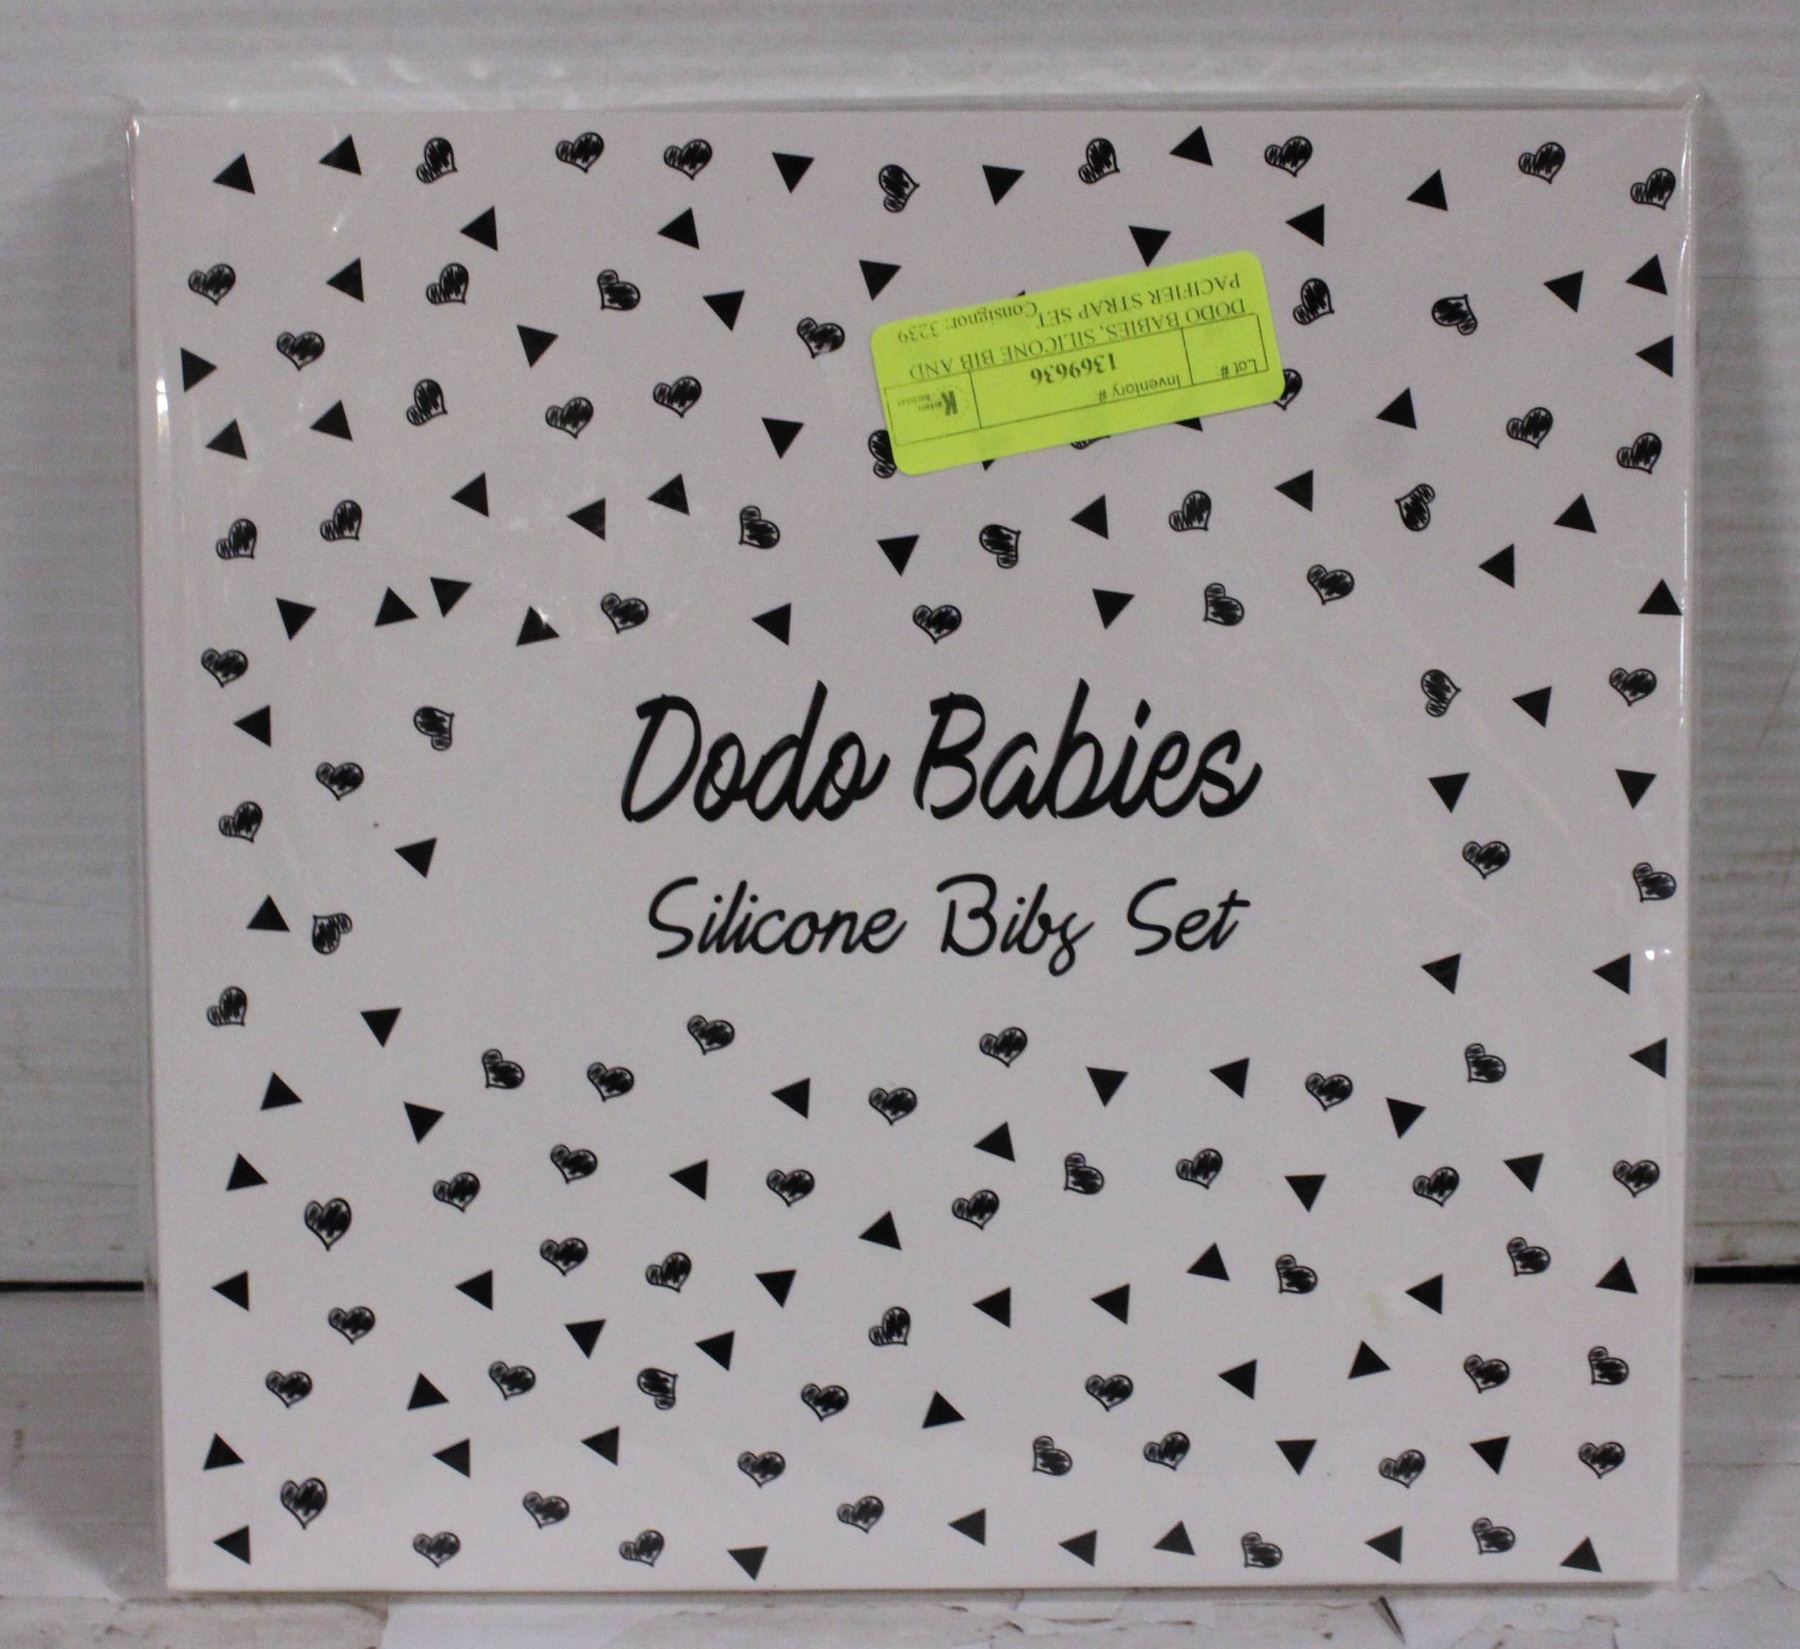 Dodo Babies
Silicone Bibs Set
Lot #:
Inventory #
1369636
DODO BABIES, SILICONE BIB AND
PACIFIER STRAP SET
Consignor: 3239